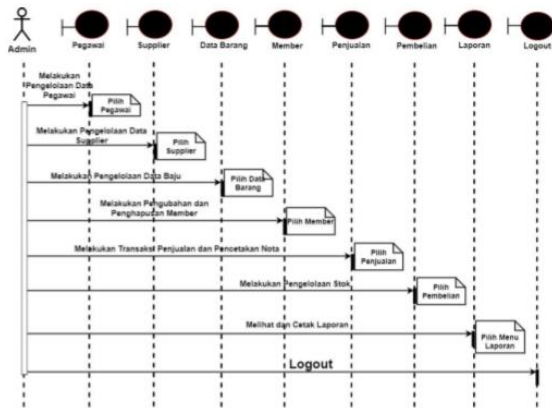 Admin
Pegawai
Supplier
Data Barang
Member
Penjualan
Pembelian
Laporan
Logout
Melakukan
Pengelolaan Data
Pegawai
Pilih
Pegawai
Melakukan Pengelolaan Data
Supplier
Pilih
Supplier
Melakukan Pengelolaan Data Baju
Pilih Data
Barang
Melakukan Pengubahan dan
Penghapusan Member
Pilih Member
Melakukan Transaksi Penjualan dan Pencetakan Nota
Pilih
Penjualan
Melakukan Pengelolaan Stok
Pilih
Pembelian
Melihat dan Cetak Laporan
Pilih Menu
Laporan
Logout